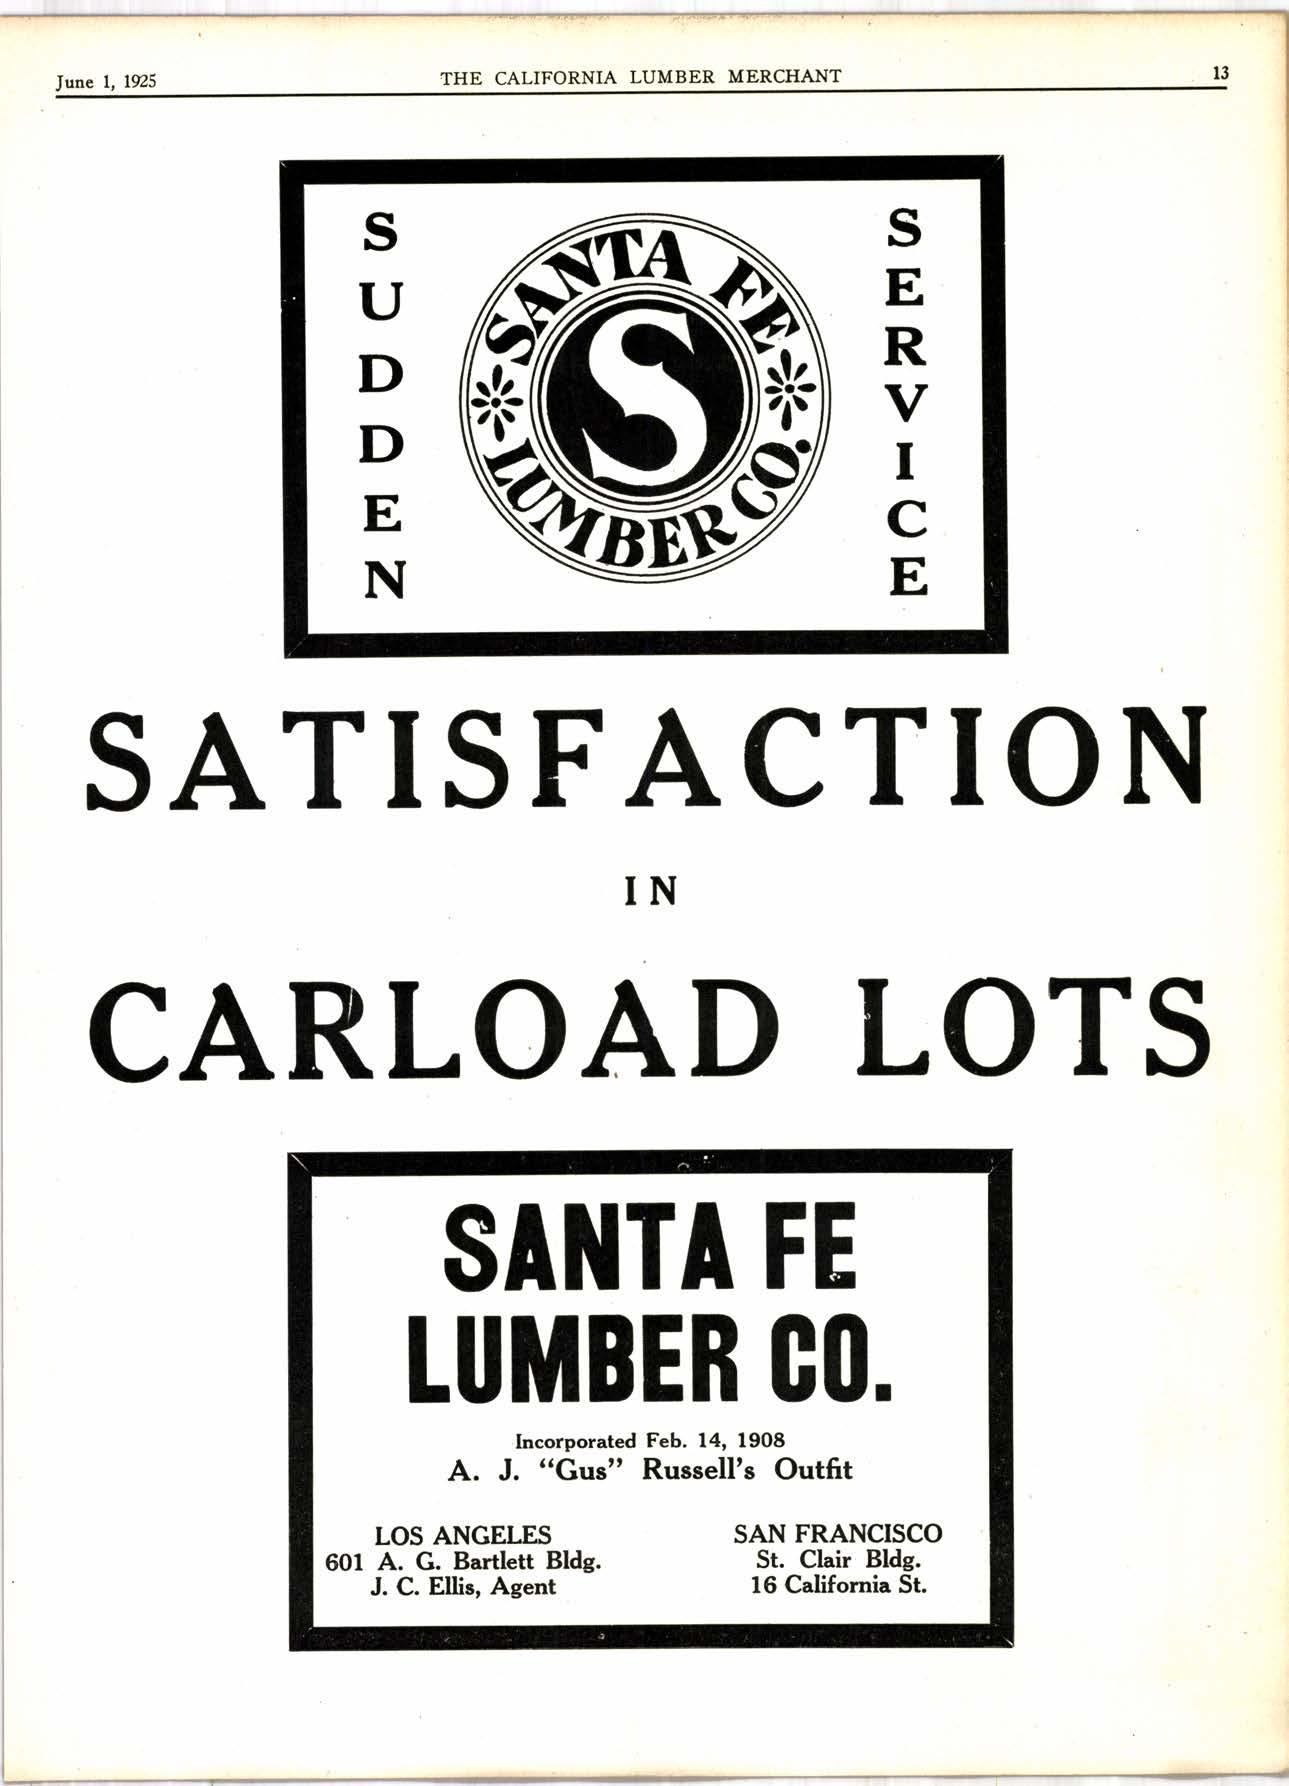 June 1, 1925 THE CALIFORNIA LUMBER MERCHANT 13
SUDDEN
SANTA FE
LUMBER CO.
S
SERVICE
SATISFACTION
IN
CARLOAD LOTS
SANTA FE
LUMBER CO.
Incorporated Feb. 14, 1908
A. J. “Gus” Russell’s Outfit
LOS ANGELES
601 A. G. Bartlett Bldg.
J. C. Ellis, Agent
SAN FRANCISCO
St. Clair Bldg.
16 California St.